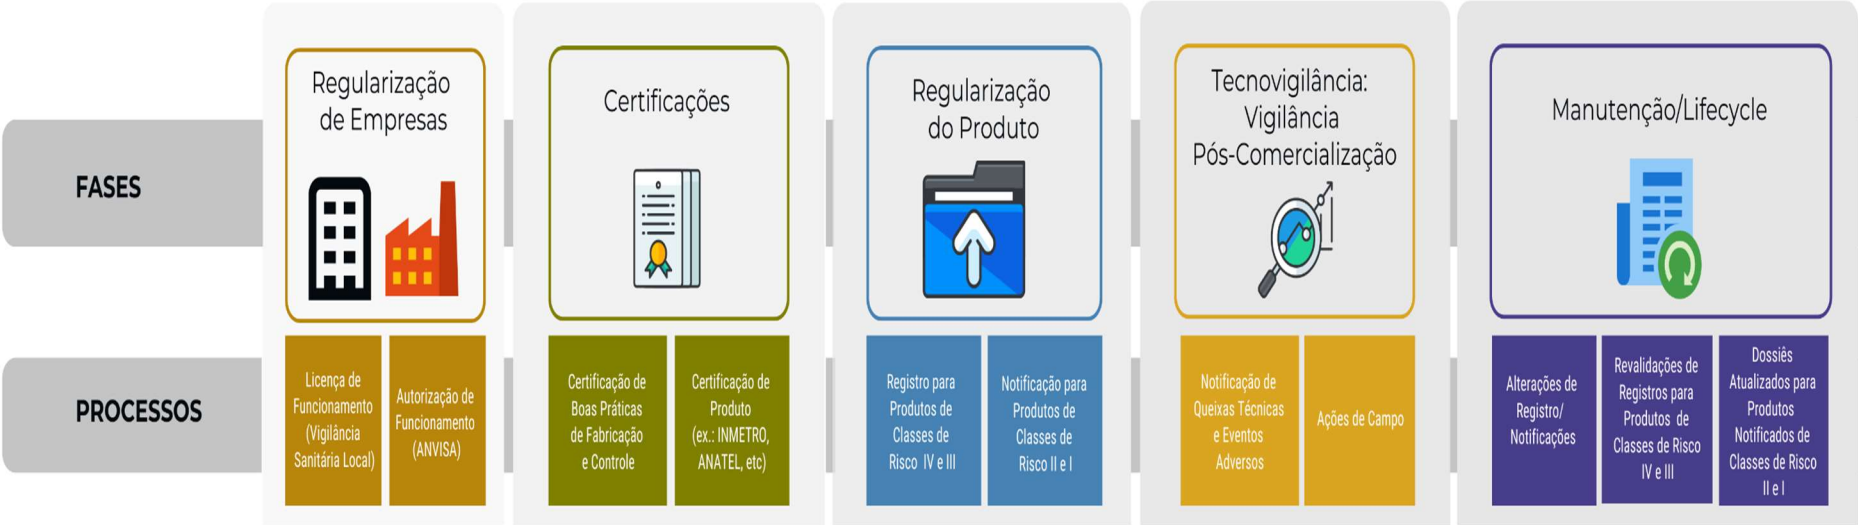 FASES
Regularização
de Empresas
Certificações
Regularização
do Produto
Tecnovigilância:
Vigilância
Pós-Comercialização
Manutenção/Lifecycle
PROCESSOS
Licença de
Funcionamento
(Vigilância
Sanitária Local)
Autorização de
Funcionamento
(ANVISA)
Certificação de
Boas Práticas
de Fabricação
e Controle
Certificação de
Produto
(ex.: INMETRO,
ANATEL, etc)
Registro para
Produtos de
Classes de
Risco IV e III
Notificação para
Produtos de
Classes de
Risco II e I
Notificação de
Queixas Técnicas
e Eventos
Adversos
Ações de Campo
Alterações de
Registro/
Notificações
Revalidações de
Registros para
Produtos de
Classes de Risco
IV e III
Dossiês
Atualizados para
Produtos
Notificados de
Classes de Risco
II e I